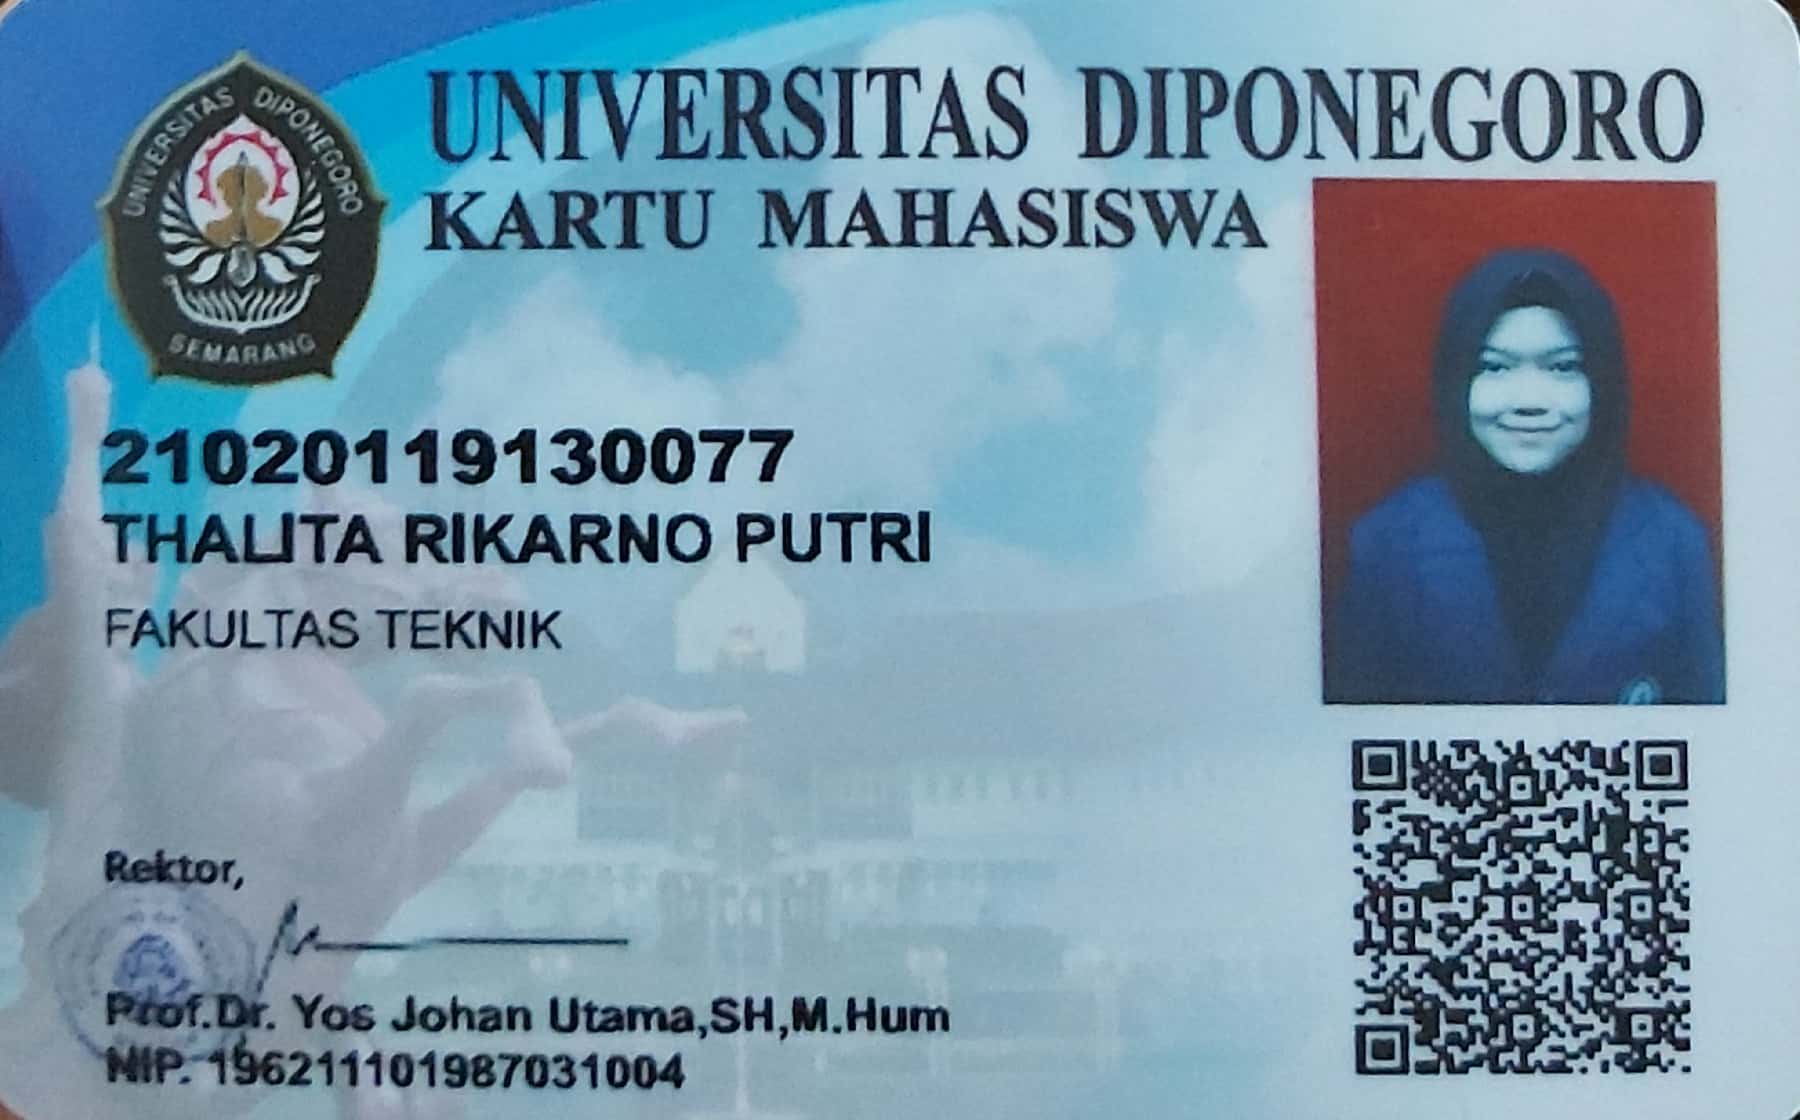 UNIVERSITAS DIPONEGORO
SEMARANG
UNIVERSITAS DIPONEGORO
KARTU MAHASISWA
21020119130077
THALITA RIKARNO PUTRI
FAKULTAS TEKNIK
Rektor,
Prof.Dr. Yos Johan Utama,SH,M.Hum
NIP. 196211101987031004